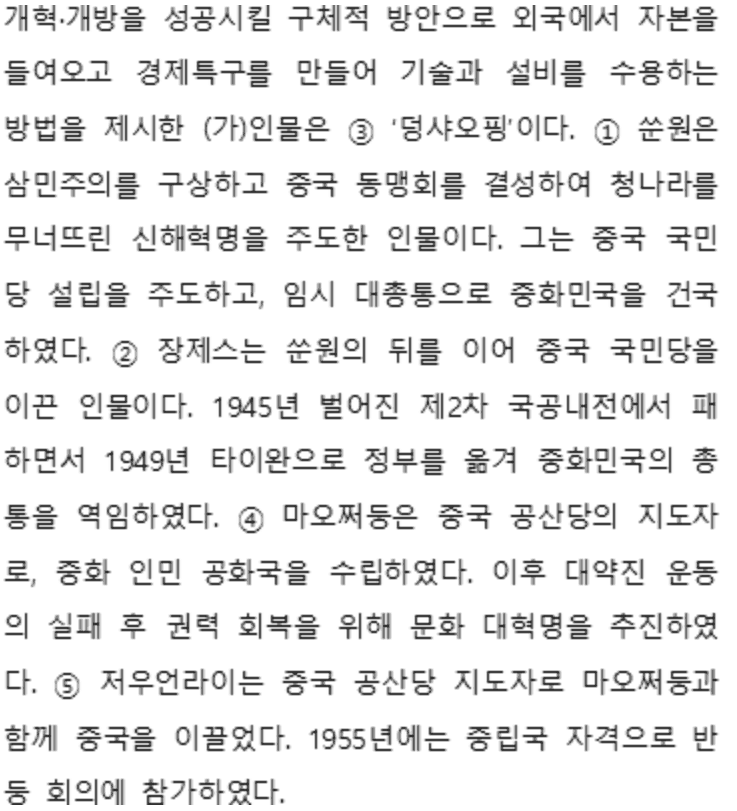 개혁·개방을 성공시킬 구체적 방안으로 외국에서 자본을
들여오고 경제특구를 만들어 기술과 설비를 수용하는
방법을 제시한 (가)인물은 ③ '덩샤오핑'이다. ① 쑨원은
삼민주의를 구상하고 중국 동맹회를 결성하여 청나라를
무너뜨린 신해혁명을 주도한 인물이다. 그는 중국 국민
당 설립을 주도하고, 임시 대총통으로 중화민국을 건국
하였다. ② 장제스는 쑨원의 뒤를 이어 중국 국민당을
이끈 인물이다. 1945년 벌어진 제2차 국공내전에서 패
하면서 1949년 타이완으로 정부를 옮겨 중화민국의 총
통을 역임하였다. ④ 마오쩌둥은 중국 공산당의 지도자
로, 중화 인민 공화국을 수립하였다. 이후 대약진 운동
의 실패 후 권력 회복을 위해 문화 대혁명을 추진하였
다. ⑤ 저우언라이는 중국 공산당 지도자로 마오쩌둥과
함께 중국을 이끌었다. 1955년에는 중립국 자격으로 반
둥 회의에 참가하였다.